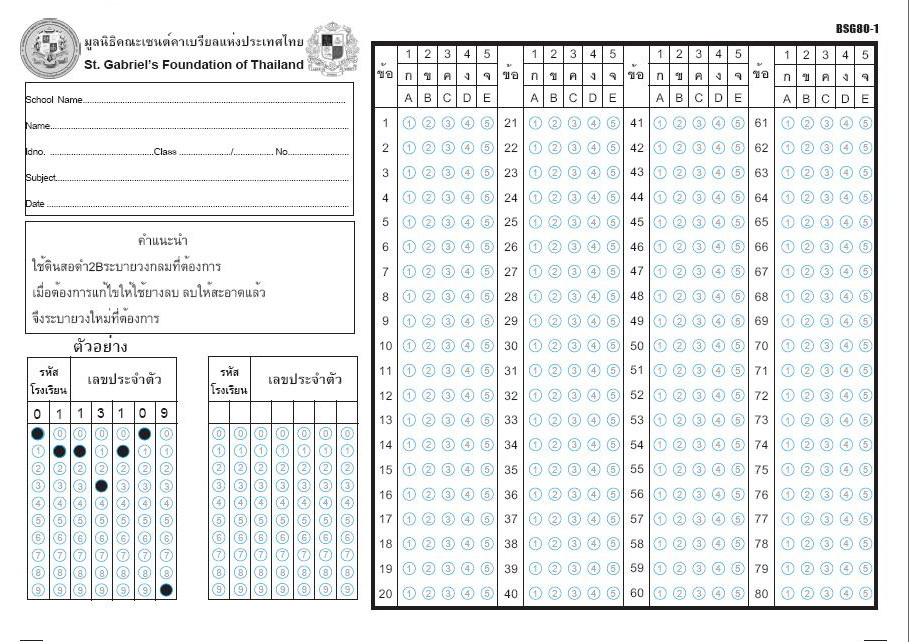 BSG80-1
มูลนิธิคณะเซนต์คาเบรียลแห่งประเทศไทย
St. Gabriel's Foundation of Thailand
School Name
Name
Idno. Class / No
Subject
Date
คำแนะนำ
ใช้ดินสอดำ2Bระบายวงกลมที่ต้องการ
เมื่อต้องการแก้ไขให้ใช้ยางลบ ลบให้สะอาดแล้ว
จึงระบายวงใหม่ที่ต้องการ
ตัวอย่าง
รหัส
โรงเรียน
เลขประจำตัว
0 1 1 3 1 0 9
0 0 0 0 0
1 1 1 1
2 2 2 2 2 2 2
3 3 3 3 3 3
4 4 4 4 4 4 4
5 5 5 5 5 5 5
6 6 6 6 6 6 6
7 7 7 7 7 7 7
8 8 8 8 8 8 8
9 9 9 9 9 9
รหัส
โรงเรียน
เลขประจำตัว
0 0 0 0 0 0 0
1 1 1 1 1 1 1
2 2 2 2 2 2 2
3 3 3 3 3 3 3
4 4 4 4 4 4 4
5 5 5 5 5 5 5
6 6 6 6 6 6 6
7 7 7 7 7 7 7
8 8 8 8 8 8 8
9 9 9 9 9 9 9
1 2 3 4 5 1 2 3 4 5 1 2 3 4 5 1 2 3 4 5
ข้อ ก ข ค ง จ ข้อ ก ข ค ง จ ข้อ ก ข ค ง จ ข้อ ก ข ค ง จ
A B C D E A B C D E A B C D E A B C D E
1 1 2 3 4 5 21 1 2 3 4 5 41 1 2 3 4 5 61 1 2 3 4 5
2 1 2 3 4 5 22 1 2 3 4 5 42 1 2 3 4 5 62 1 2 3 4 5
3 1 2 3 4 5 23 1 2 3 4 5 43 1 2 3 4 5 63 1 2 3 4 5
4 1 2 3 4 5 24 1 2 3 4 5 44 1 2 3 4 5 64 1 2 3 4 5
5 1 2 3 4 5 25 1 2 3 4 5 45 1 2 3 4 5 65 1 2 3 4 5
6 1 2 3 4 5 26 1 2 3 4 5 46 1 2 3 4 5 66 1 2 3 4 5
7 1 2 3 4 5 27 1 2 3 4 5 47 1 2 3 4 5 67 1 2 3 4 5
8 1 2 3 4 5 28 1 2 3 4 5 48 1 2 3 4 5 68 1 2 3 4 5
9 1 2 3 4 5 29 1 2 3 4 5 49 1 2 3 4 5 69 1 2 3 4 5
10 1 2 3 4 5 30 1 2 3 4 5 50 1 2 3 4 5 70 1 2 3 4 5
11 1 2 3 4 5 31 1 2 3 4 5 51 1 2 3 4 5 71 1 2 3 4 5
12 1 2 3 4 5 32 1 2 3 4 5 52 1 2 3 4 5 72 1 2 3 4 5
13 1 2 3 4 5 33 1 2 3 4 5 53 1 2 3 4 5 73 1 2 3 4 5
14 1 2 3 4 5 34 1 2 3 4 5 54 1 2 3 4 5 74 1 2 3 4 5
15 1 2 3 4 5 35 1 2 3 4 5 55 1 2 3 4 5 75 1 2 3 4 5
16 1 2 3 4 5 36 1 2 3 4 5 56 1 2 3 4 5 76 1 2 3 4 5
17 1 2 3 4 5 37 1 2 3 4 5 57 1 2 3 4 5 77 1 2 3 4 5
18 1 2 3 4 5 38 1 2 3 4 5 58 1 2 3 4 5 78 1 2 3 4 5
19 1 2 3 4 5 39 1 2 3 4 5 59 1 2 3 4 5 79 1 2 3 4 5
20 1 2 3 4 5 40 1 2 3 4 5 60 1 2 3 4 5 80 1 2 3 4 5